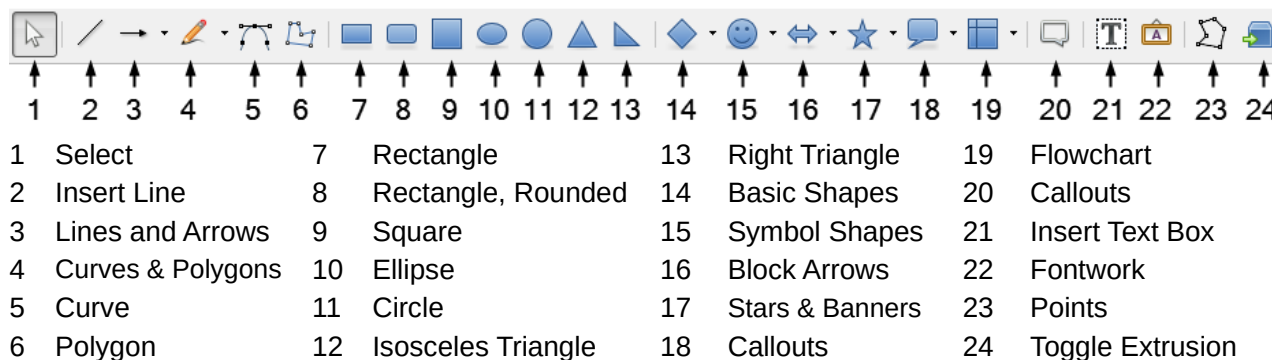 T A
1 2 3 4 5 6 7 8 9 10 11 12 13 14 15 16 17 18 19 20 21 22 23 24
1 Select 7 Rectangle 13 Right Triangle 19 Flowchart
2 Insert Line 8 Rectangle, Rounded 14 Basic Shapes 20 Callouts
3 Lines and Arrows 9 Square 15 Symbol Shapes 21 Insert Text Box
4 Curves & Polygons 10 Ellipse 16 Block Arrows 22 Fontwork
5 Curve 11 Circle 17 Stars & Banners 23 Points
6 Polygon 12 Isosceles Triangle 18 Callouts 24 Toggle Extrusion